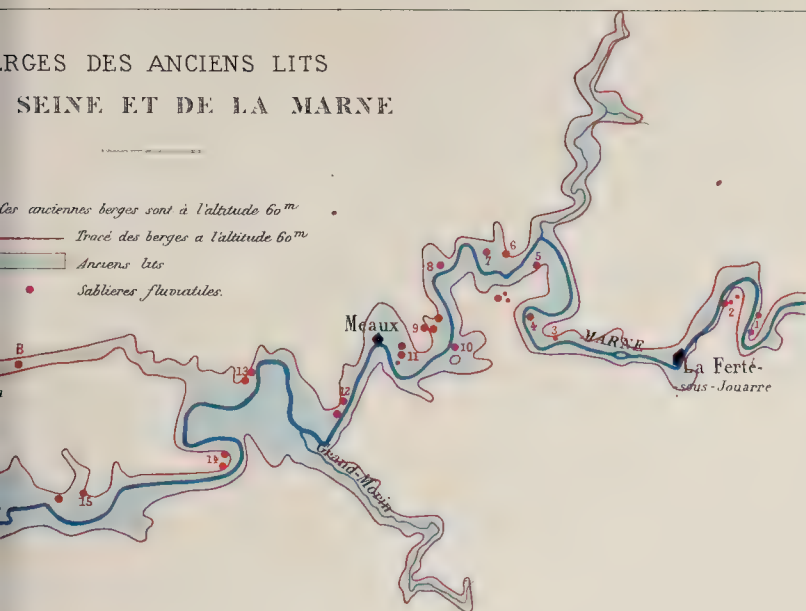 RGES DES ANCIENS LITS
SEINE ET DE LA MARNE
Ces anciennes berges sont à l'altitude 60m
Tracé des berges a l'altitude 60m
Anciens lits
Sablieres fluviatiles.
6
7
5
8
Meaux
9
4
3
MARNE
2
1
10
11
La Ferté-
sous-Jouarre
B
13
12
14
Grand-Morin
15